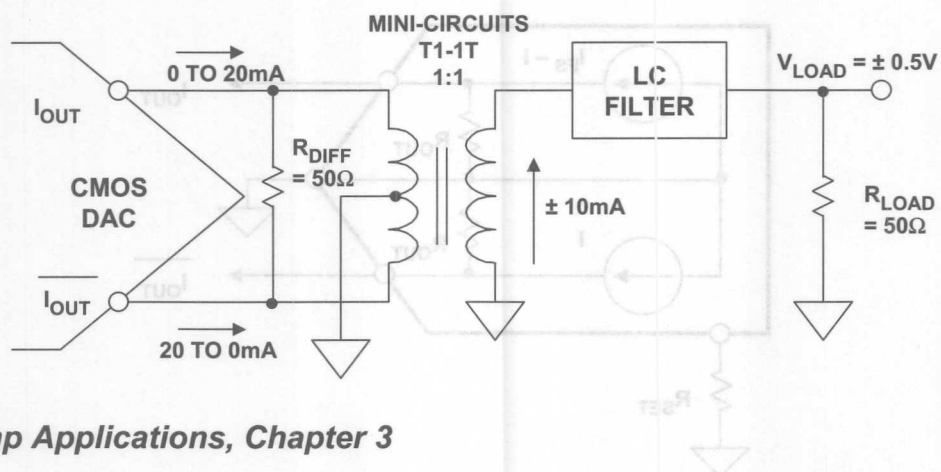 MINI-CIRCUITS
T1-1T
1:1
0 TO 20mA
LC
FILTER
V_LOAD = ± 0.5V
I_OUT
R_DIFF
= 50Ω
CMOS
DAC
± 10mA
R_LOAD
= 50Ω
I_OUT
20 TO 0mA
R_SET
p Applications, Chapter 3